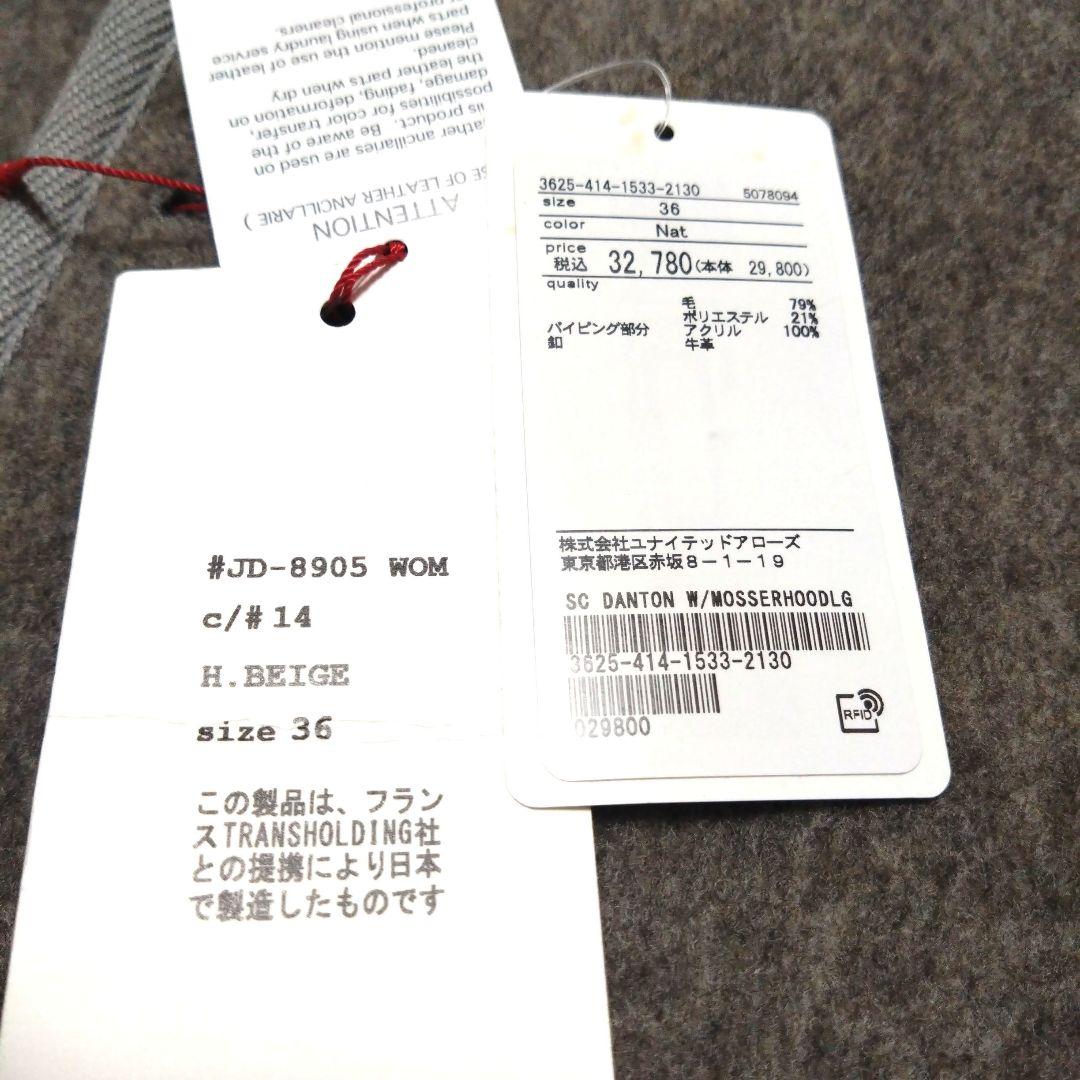 ATTENTION
SE OF LEATHER ANCILLARIE )
ather ancillaries are used on
his product. Be aware of the
possibilities for color transfer,
damage, fading, deformation on
the leather parts when dry
cleaned.
Please mention the use of leather
parts when using laundry service
or professional cleaners.
3625-414-1533-2130 5078094
size 36
color Nat
price
税込 32,780(本体 29,800)
quality
毛 79%
ポリエステル 21%
パイピング部分 アクリル 100%
釦 牛革
株式会社ユナイテッドアローズ
東京都港区赤坂8-1-19
SC DANTON W/MOSSERHOODLG
3625-414-1533-2130
029800
RFID
#JD-8905 WOM
c/# 14
H.BEIGE
size 36
この製品は、フラン
スTRANSHOLDING社
との提携により日本
で製造したものです